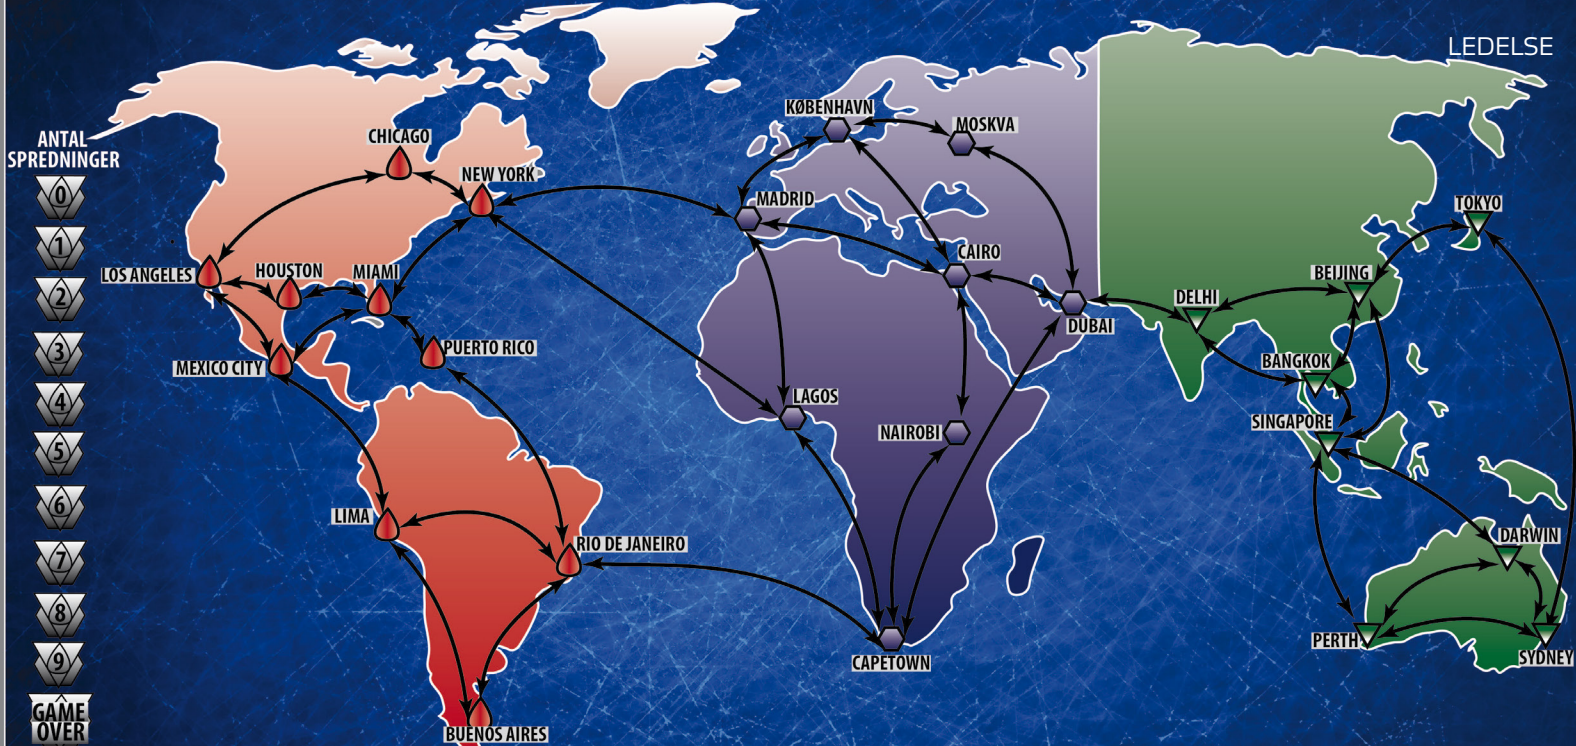 LEDELSE
ANTAL
SPREDNINGER
0
1
2
3
4
5
6
7
8
9
GAME
OVER
CHICAGO
NEW YORK
LOS ANGELES
HOUSTON
MIAMI
MEXICO CITY
PUERTO RICO
LIMA
RIO DE JANEIRO
BUENOS AIRES
KØBENHAVN
MOSKVA
MADRID
CAIRO
DUBAI
LAGOS
NAIROBI
CAPETOWN
TOKYO
BEIJING
DELHI
BANGKOK
SINGAPORE
DARWIN
PERTH
SYDNEY